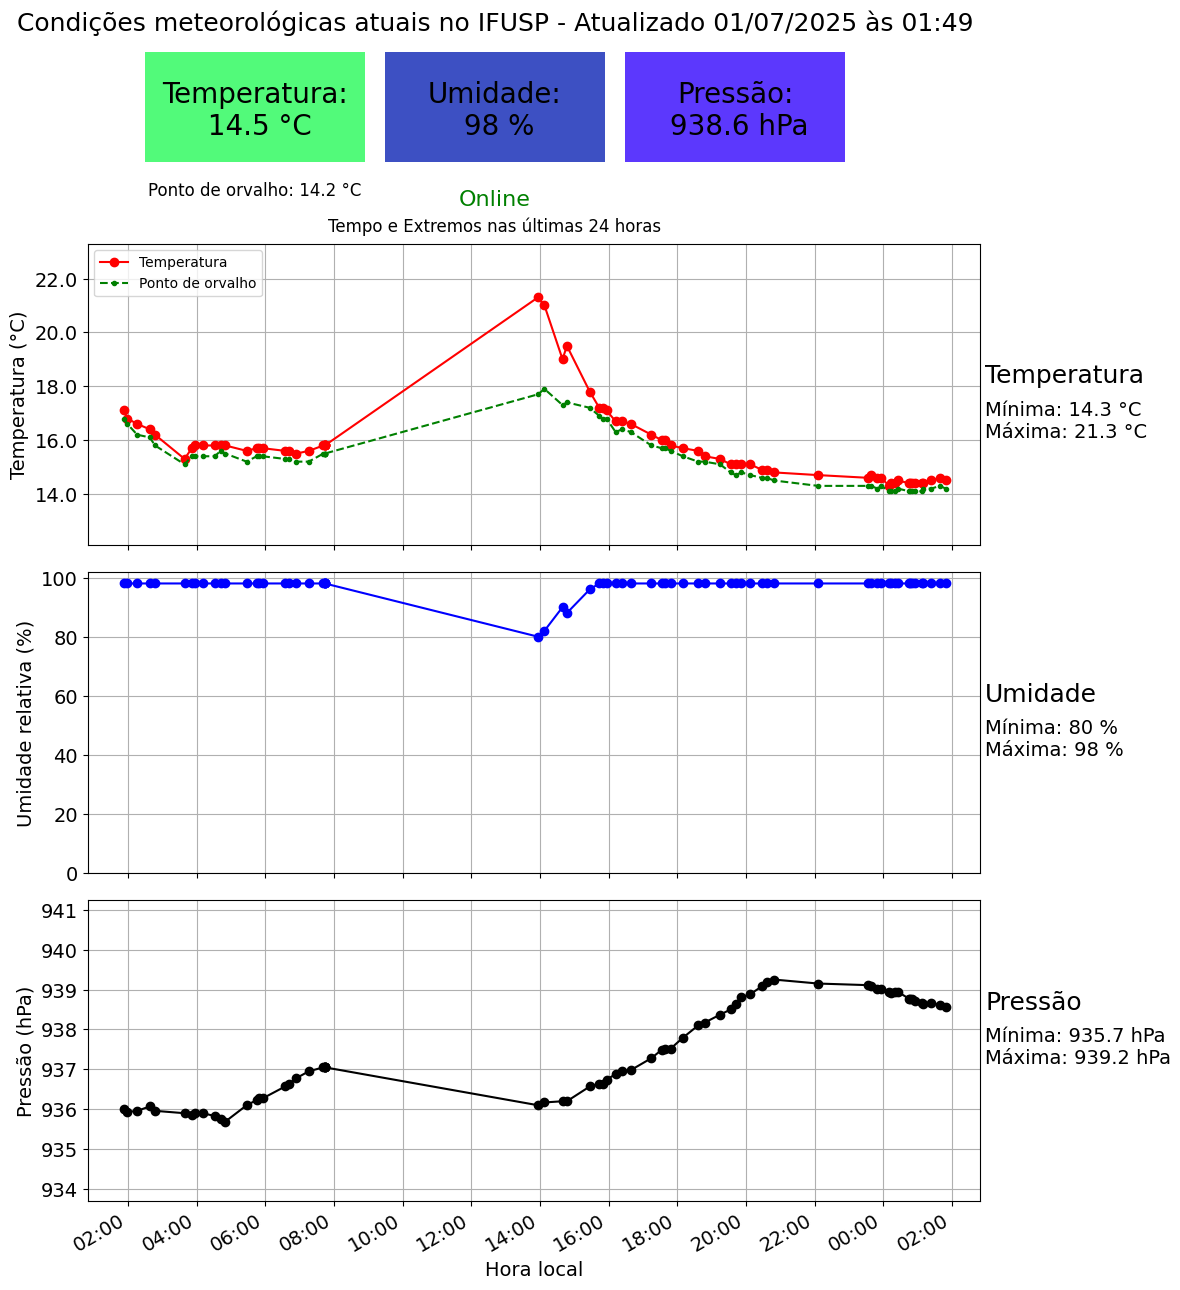 Condições meteorológicas atuais no IFUSP - Atualizado 01/07/2025 às 01:49
Temperatura:
14.5 °C
Umidade:
98 %
Pressão:
938.6 hPa
Ponto de orvalho: 14.2 °C
Online
Tempo e Extremos nas últimas 24 horas
Temperatura
Ponto de orvalho
Temperatura (°C)
22.0
20.0
18.0
16.0
14.0
Temperatura
Mínima: 14.3 °C
Máxima: 21.3 °C
Umidade relativa (%)
100
80
60
40
20
0
Umidade
Mínima: 80 %
Máxima: 98 %
Pressão (hPa)
941
940
939
938
937
936
935
934
Pressão
Mínima: 935.7 hPa
Máxima: 939.2 hPa
02:00 04:00 06:00 08:00 10:00 12:00 14:00 16:00 18:00 20:00 22:00 00:00 02:00
Hora local